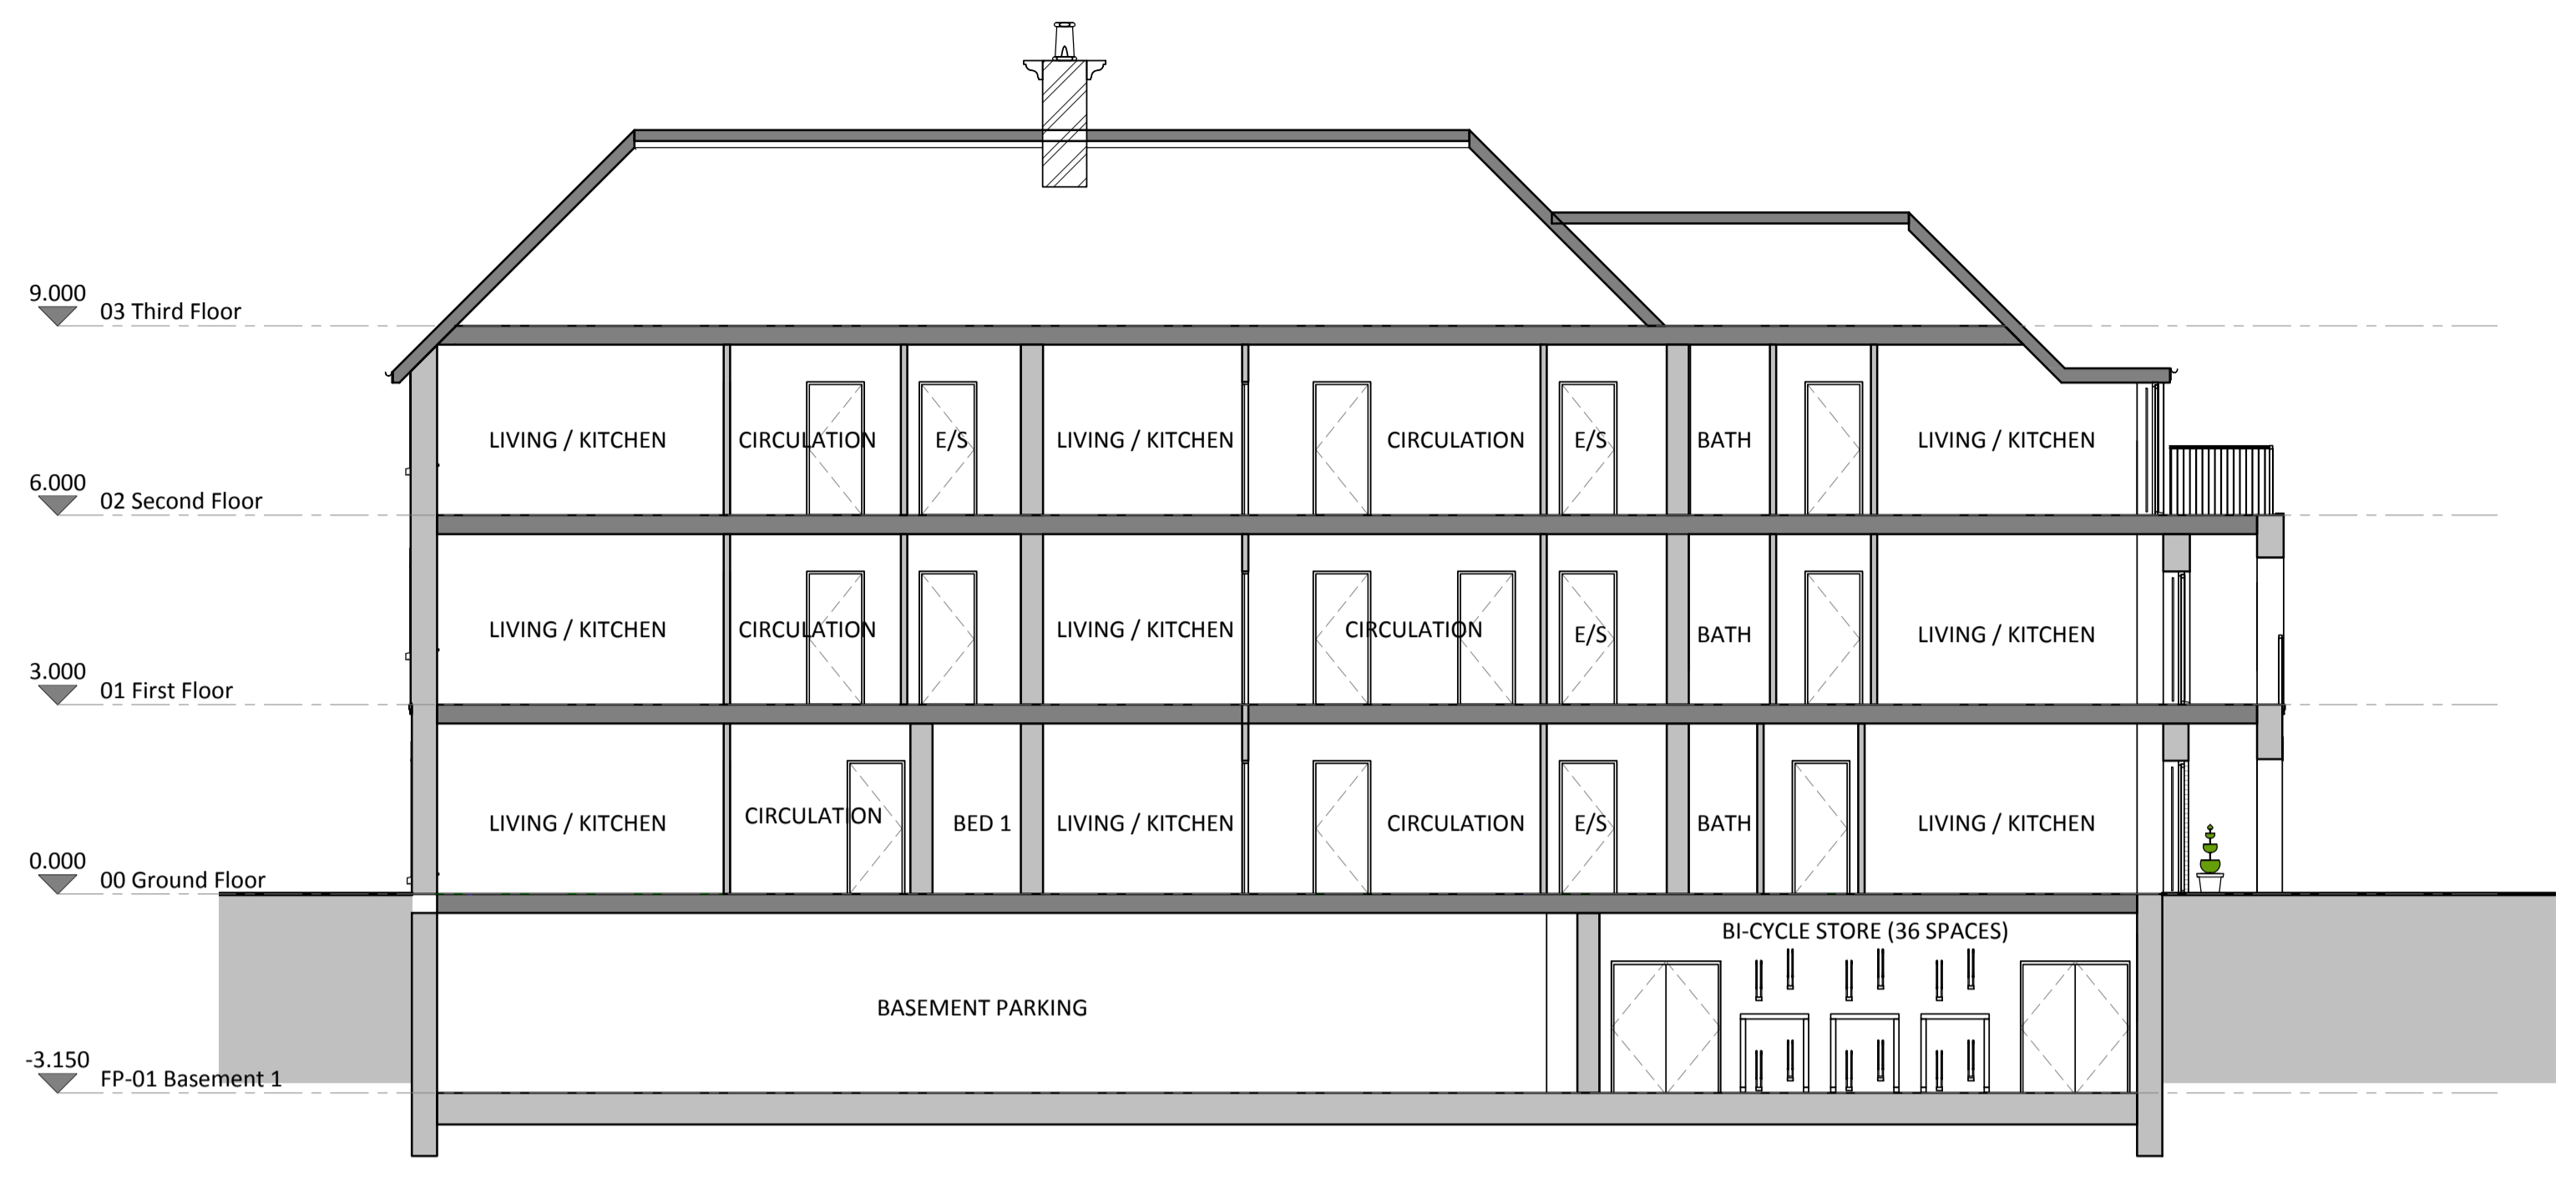 9.000
03 Third Floor
LIVING / KITCHEN CIRCULATION E/S LIVING / KITCHEN CIRCULATION E/S BATH LIVING / KITCHEN
6.000
02 Second Floor
LIVING / KITCHEN CIRCULATION LIVING / KITCHEN CIRCULATION E/S BATH LIVING / KITCHEN
3.000
01 First Floor
LIVING / KITCHEN CIRCULATION BED 1 LIVING / KITCHEN CIRCULATION E/S BATH LIVING / KITCHEN
0.000
00 Ground Floor
BI-CYCLE STORE (36 SPACES)
BASEMENT PARKING
-3.150
FP-01 Basement 1